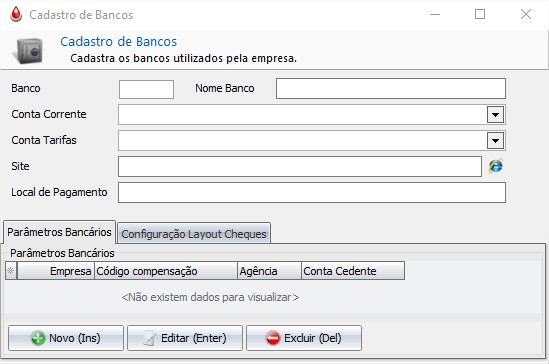 Cadastro de Bancos
Cadastro de Bancos
Cadastra os bancos utilizados pela empresa.
Banco Nome Banco
Conta Corrente
Conta Tarifas
Site
Local de Pagamento
Parâmetros Bancários Configuração Layout Cheques
Parâmetros Bancários
Empresa Código compensação Agência Conta Cedente
<Não existem dados para visualizar>
Novo (Ins) Editar (Enter) Excluir (Del)